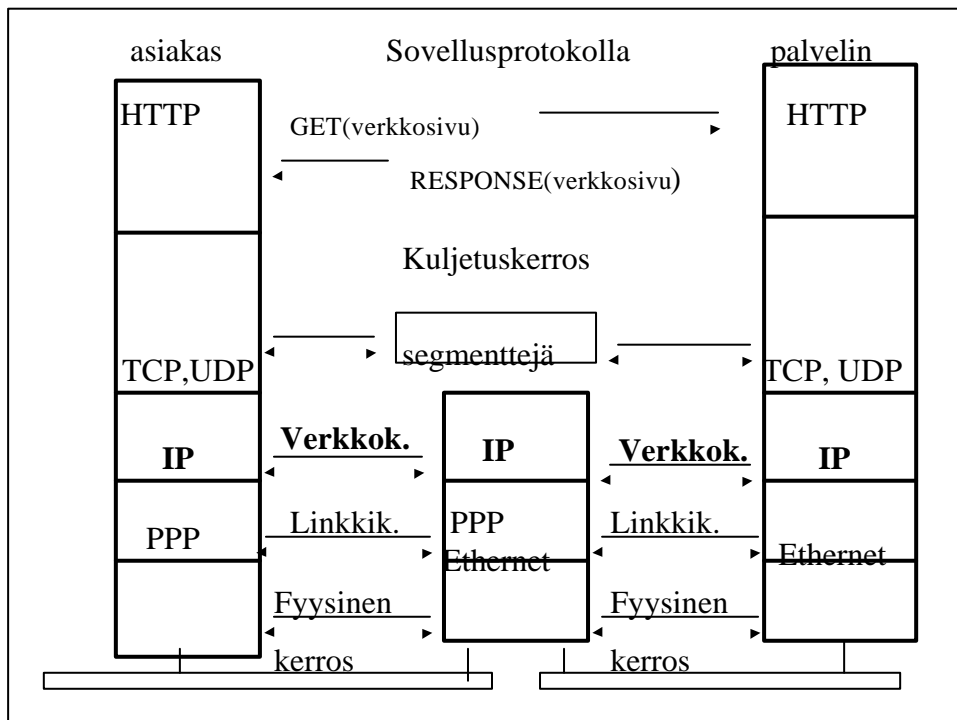 asiakas Sovellusprotokolla palvelin
HTTP HTTP
GET(verkkosivu)
RESPONSE(verkkosivu)
Kuljetuskerros
segmenttejä
TCP,UDP TCP, UDP
IP Verkkok. IP Verkkok. IP
PPP Linkkik. PPP Linkkik.
Ethernet Ethernet
Fyysinen Fyysinen
kerros kerros